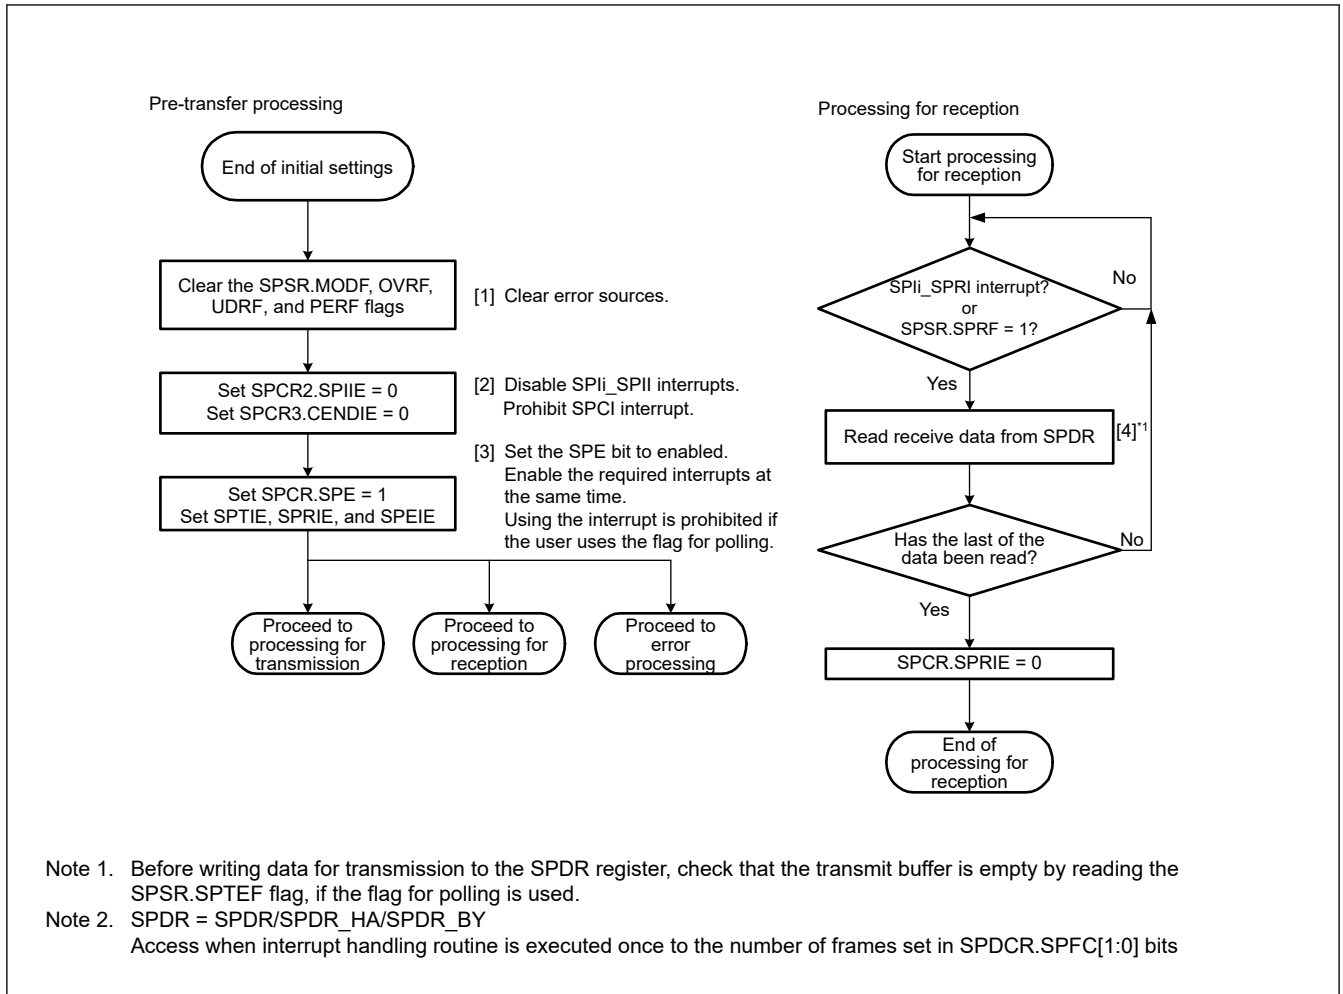 Pre-transfer processing
End of initial settings
Clear the SPSR.MODF, OVRF,
UDRF, and PERF flags
[1] Clear error sources.
Set SPCR2.SPIIE = 0
Set SPCR3.CENDIE = 0
[2] Disable SPIi_SPII interrupts.
Prohibit SPCI interrupt.
Set SPCR.SPE = 1
Set SPTIE, SPRIE, and SPEIE
[3] Set the SPE bit to enabled.
Enable the required interrupts at
the same time.
Using the interrupt is prohibited if
the user uses the flag for polling.
Proceed to
processing for
transmission
Proceed to
processing for
reception
Proceed to
error
processing
Processing for reception
Start processing
for reception
SPIi_SPRI interrupt?
or
SPSR.SPRF = 1?
No
Yes
Read receive data from SPDR
[4]*1
Has the last of the
data been read?
No
Yes
SPCR.SPRIE = 0
End of
processing for
reception
Note 1. Before writing data for transmission to the SPDR register, check that the transmit buffer is empty by reading the
SPSR.SPTEF flag, if the flag for polling is used.
Note 2. SPDR = SPDR/SPDR_HA/SPDR_BY
Access when interrupt handling routine is executed once to the number of frames set in SPDCR.SPFC[1:0] bits